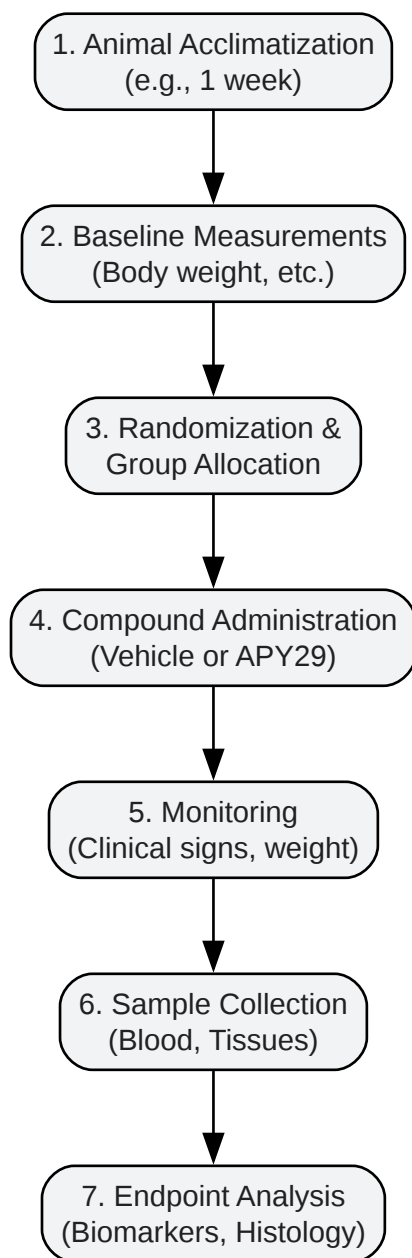 1. Animal Acclimatization
(e.g., 1 week)
2. Baseline Measurements
(Body weight, etc.)
3. Randomization &
Group Allocation
4. Compound Administration
(Vehicle or APY29)
5. Monitoring
(Clinical signs, weight)
6. Sample Collection
(Blood, Tissues)
7. Endpoint Analysis
(Biomarkers, Histology)